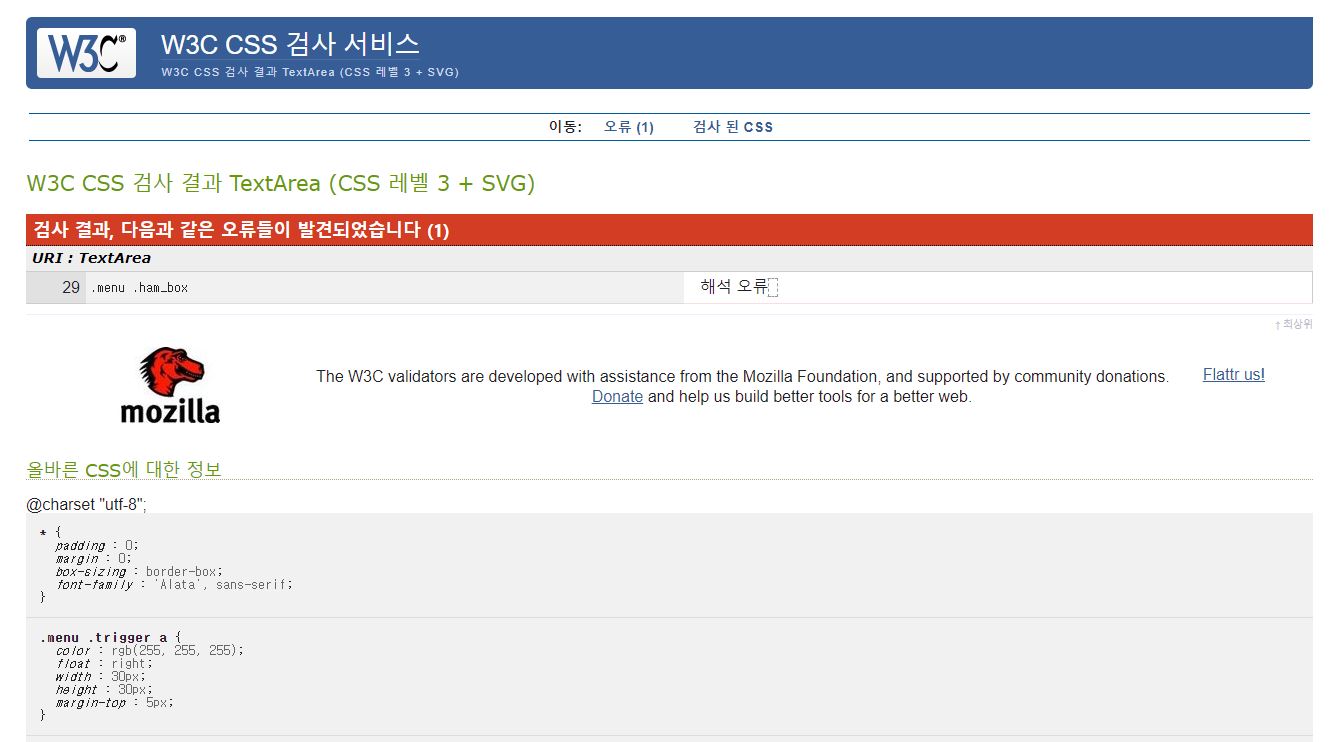 W3C® W3C CSS 검사 서비스
W3C CSS 검사 결과 TextArea (CSS 레벨 3 + SVG)
이동: 오류 (1) 검사 된 CSS
W3C CSS 검사 결과 TextArea (CSS 레벨 3 + SVG)
검사 결과, 다음과 같은 오류들이 발견되었습니다 (1)
URI : TextArea
29 .menu .ham_box 해석 오류
↑ 최상위
mozilla
The W3C validators are developed with assistance from the Mozilla Foundation, and supported by community donations. Flattr us!
Donate and help us build better tools for a better web.
올바른 CSS에 대한 정보
@charset "utf-8";
* {
padding : 0;
margin : 0;
box-sizing : border-box;
font-family : 'Alata', sans-serif;
}
.menu .trigger a {
color : rgb(255, 255, 255);
float : right;
width : 30px;
height : 30px;
margin-top : 5px;
}